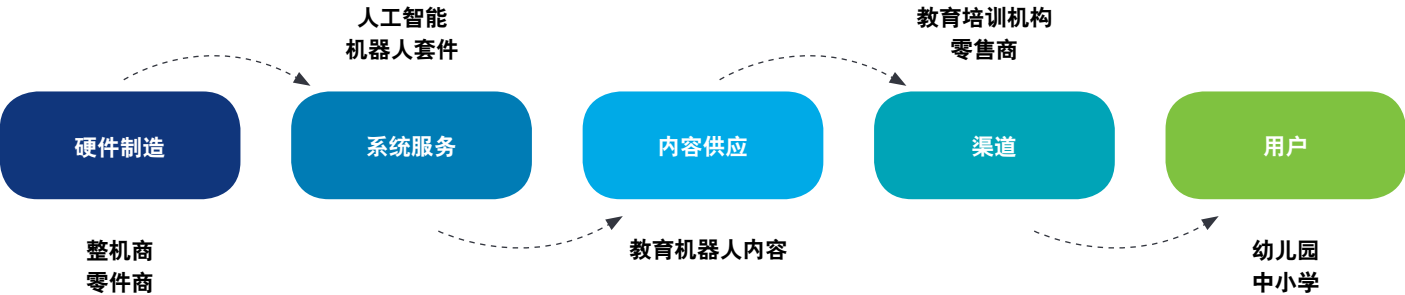 人工智能
机器人套件
教育培训机构
零售商
硬件制造
系统服务
内容供应
渠道
用户
整机商
零件商
教育机器人内容
幼儿园
中小学